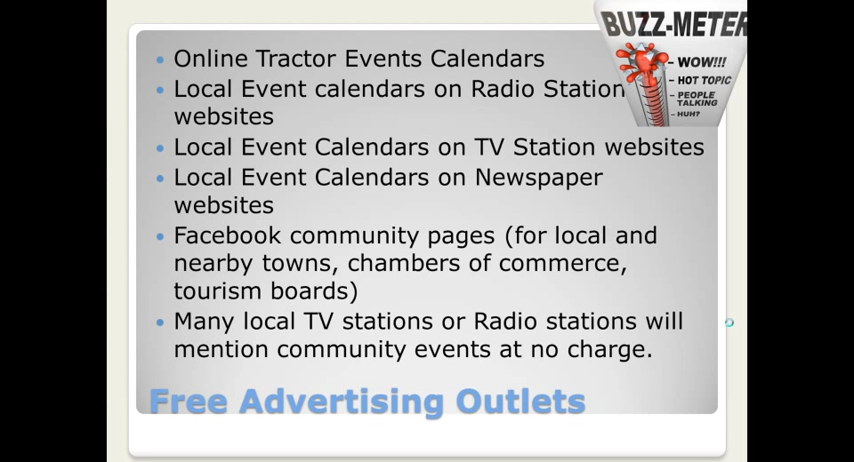 BUZZ-METER
WOW!!!
HOT TOPIC
PEOPLE
TALKING
HUH?
• Online Tractor Events Calendars
• Local Event calendars on Radio Station
websites
• Local Event Calendars on TV Station websites
• Local Event Calendars on Newspaper
websites
• Facebook community pages (for local and
nearby towns, chambers of commerce,
tourism boards)
• Many local TV stations or Radio stations will
mention community events at no charge.
Free Advertising Outlets